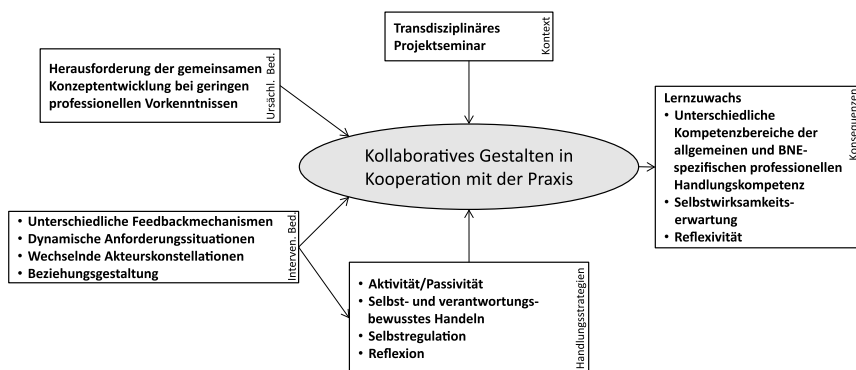 Transdisziplinäres
Projektseminar
Kontext
Herausforderung der gemeinsamen
Konzeptentwicklung bei geringen
professionellen Vorkenntnissen
Ursächl. Bed.
Kollaboratives Gestalten in
Kooperation mit der Praxis
Lernzuwachs
• Unterschiedliche
Kompetenzbereiche der
allgemeinen und BNE-
spezifischen professionellen
Handlungskompetenz
• Selbstwirksamkeits-
erwartung
• Reflexivität
Konsequenzen
• Unterschiedliche Feedbackmechanismen
• Dynamische Anforderungssituationen
• Wechselnde Akteurskonstellationen
• Beziehungsgestaltung
Interven. Bed.
• Aktivität/Passivität
• Selbst- und verantwortungs-
bewusstes Handeln
• Selbstregulation
• Reflexion
Handlungsstrategien